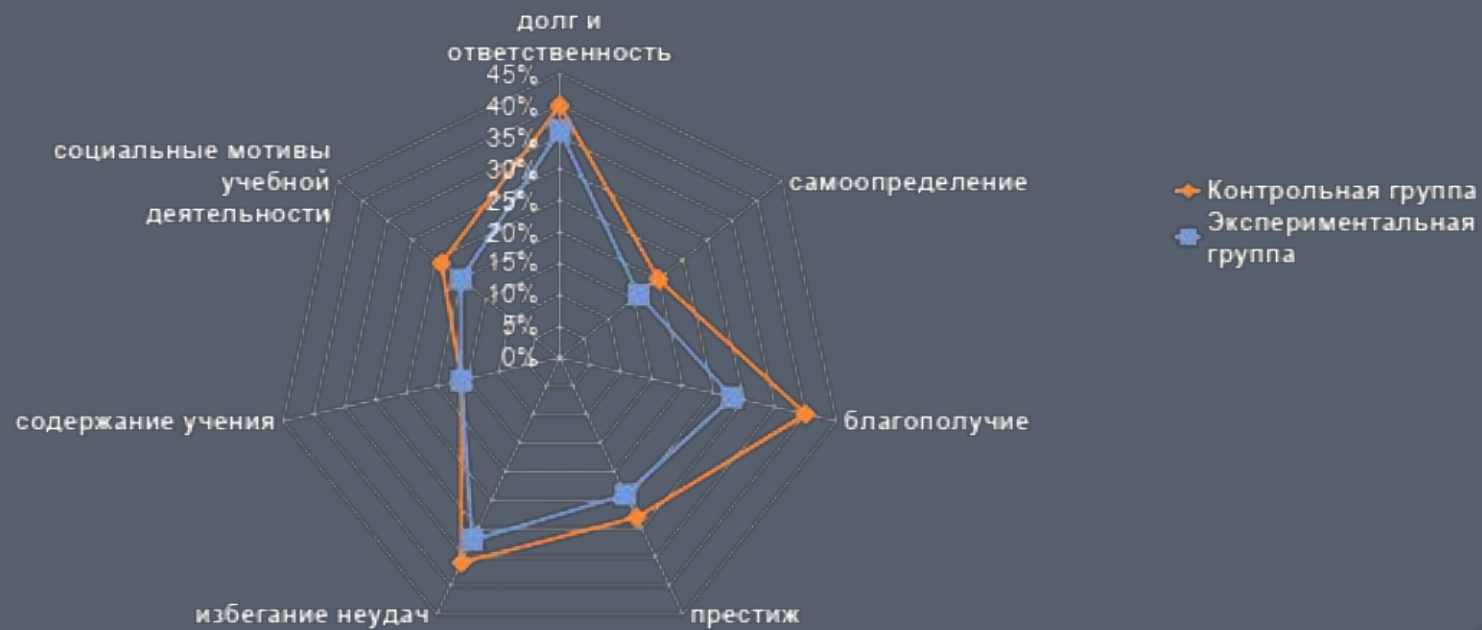 долг и
ответственность
45%
40%
35%
30%
25%
20%
15%
10%
5%
0%
социальные мотивы
учебной
деятельности
самоопределение
содержание учения
благополучие
избегание неудач
престиж
Контрольная группа
Экспериментальная
группа